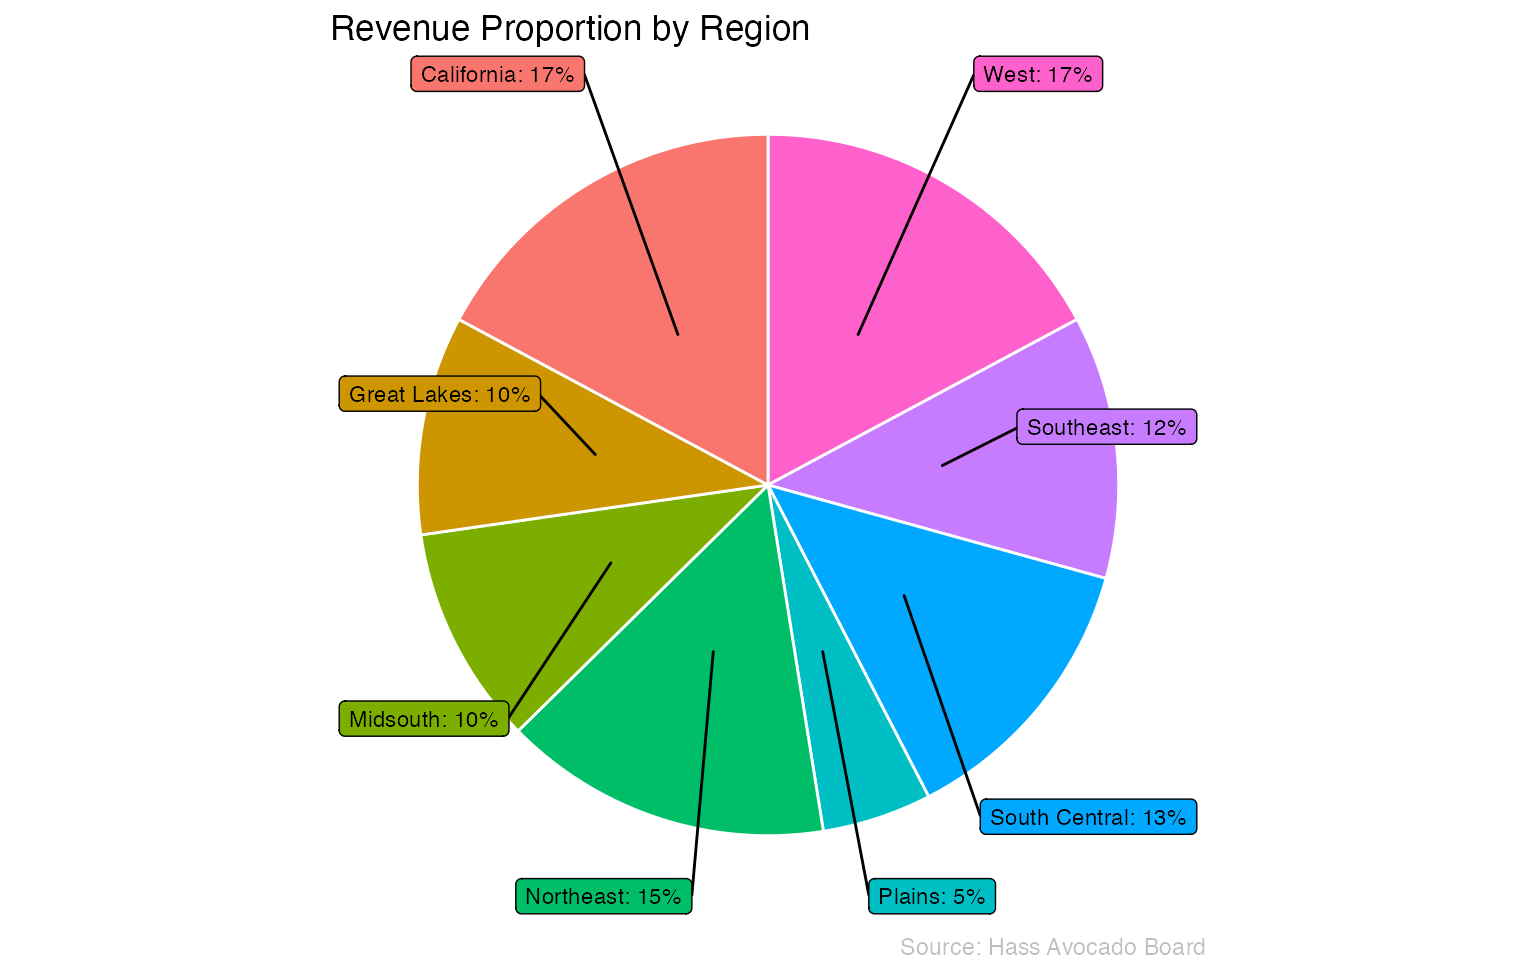 Revenue Proportion by Region
California: 17%
West: 17%
Great Lakes: 10%
Southeast: 12%
Midsouth: 10%
South Central: 13%
Northeast: 15%
Plains: 5%
Source: Hass Avocado Board